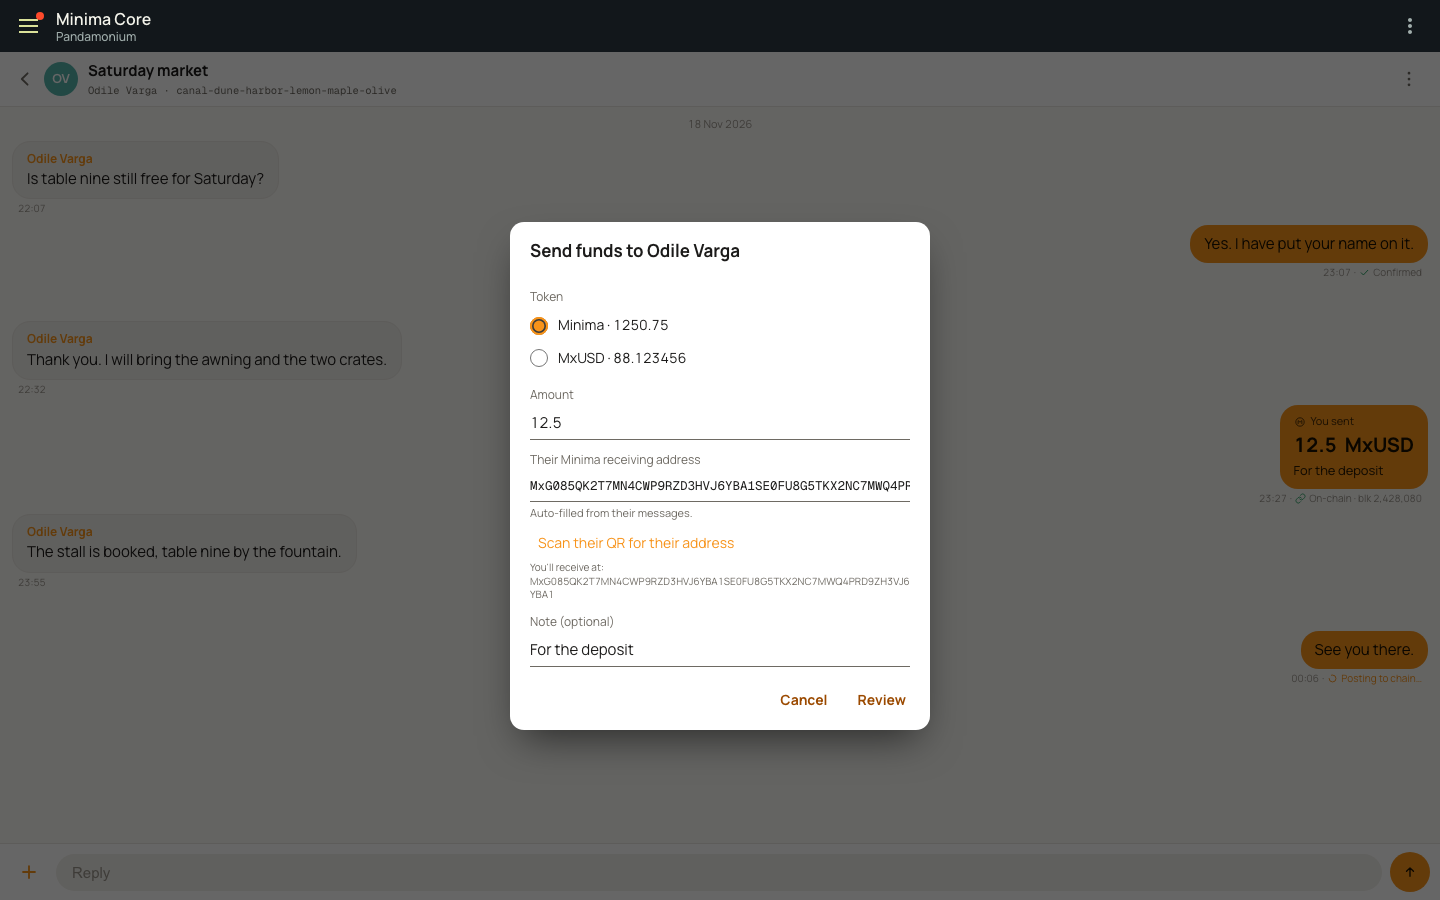 Minima Core
Pandamonium
OV
Saturday market
Odile Varga · canal-dune-harbor-lemon-maple-olive
18 Nov 2026
Odile Varga
Is table nine still free for Saturday?
22:07
Yes. I have put your name on it.
23:07 · ✓ Confirmed
Odile Varga
Thank you. I will bring the awning and the two crates.
22:32
You sent
12.5 MxUSD
For the deposit
23:27 · On-chain · blk 2,428,080
Odile Varga
The stall is booked, table nine by the fountain.
23:55
See you there.
00:06 · Posting to chain…
Send funds to Odile Varga
Token
Minima · 1250.75
MxUSD · 88.123456
Amount
12.5
Their Minima receiving address
MxG085QK2T7MN4CWP9RZD3HVJ6YBA1SE0FU8G5TKX2NC7MWQ4PR
Auto-filled from their messages.
Scan their QR for their address
You'll receive at:
MxG085QK2T7MN4CWP9RZD3HVJ6YBA1SE0FU8G5TKX2NC7MWQ4PRD9ZH3VJ6
YBA1
Note (optional)
For the deposit
Cancel
Review
Reply